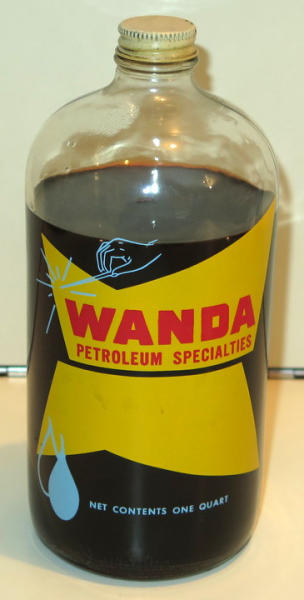 WANDA
PETROLEUM SPECIALTIES
NET CONTENTS ONE QUART